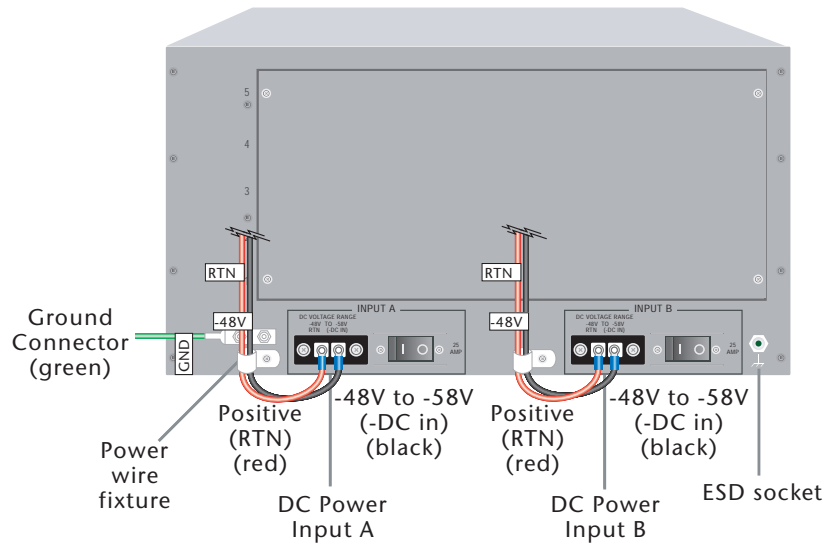 5
4
3
RTN
RTN
-48V
-48V
GND
INPUT A
DC VOLTAGE RANGE
-48V TO -58V
RTN (-DC IN)
I O
25
AMP
INPUT B
DC VOLTAGE RANGE
-48V TO -58V
RTN (-DC IN)
I O
25
AMP
Ground
Connector
(green)
Power
wire
fixture
Positive
(RTN)
(red)
-48V to -58V
(-DC in)
(black)
DC Power
Input A
Positive
(RTN)
(red)
-48V to -58V
(-DC in)
(black)
DC Power
Input B
ESD socket